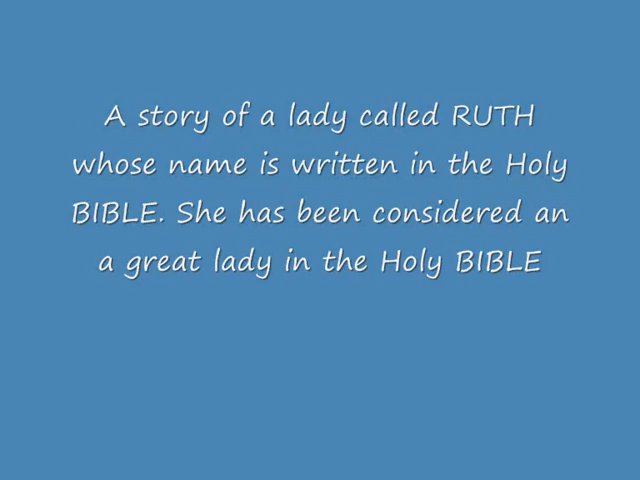 A story of a lady called RUTH
whose name is written in the Holy
BIBLE. She has been considered an
a great lady in the Holy BIBLE